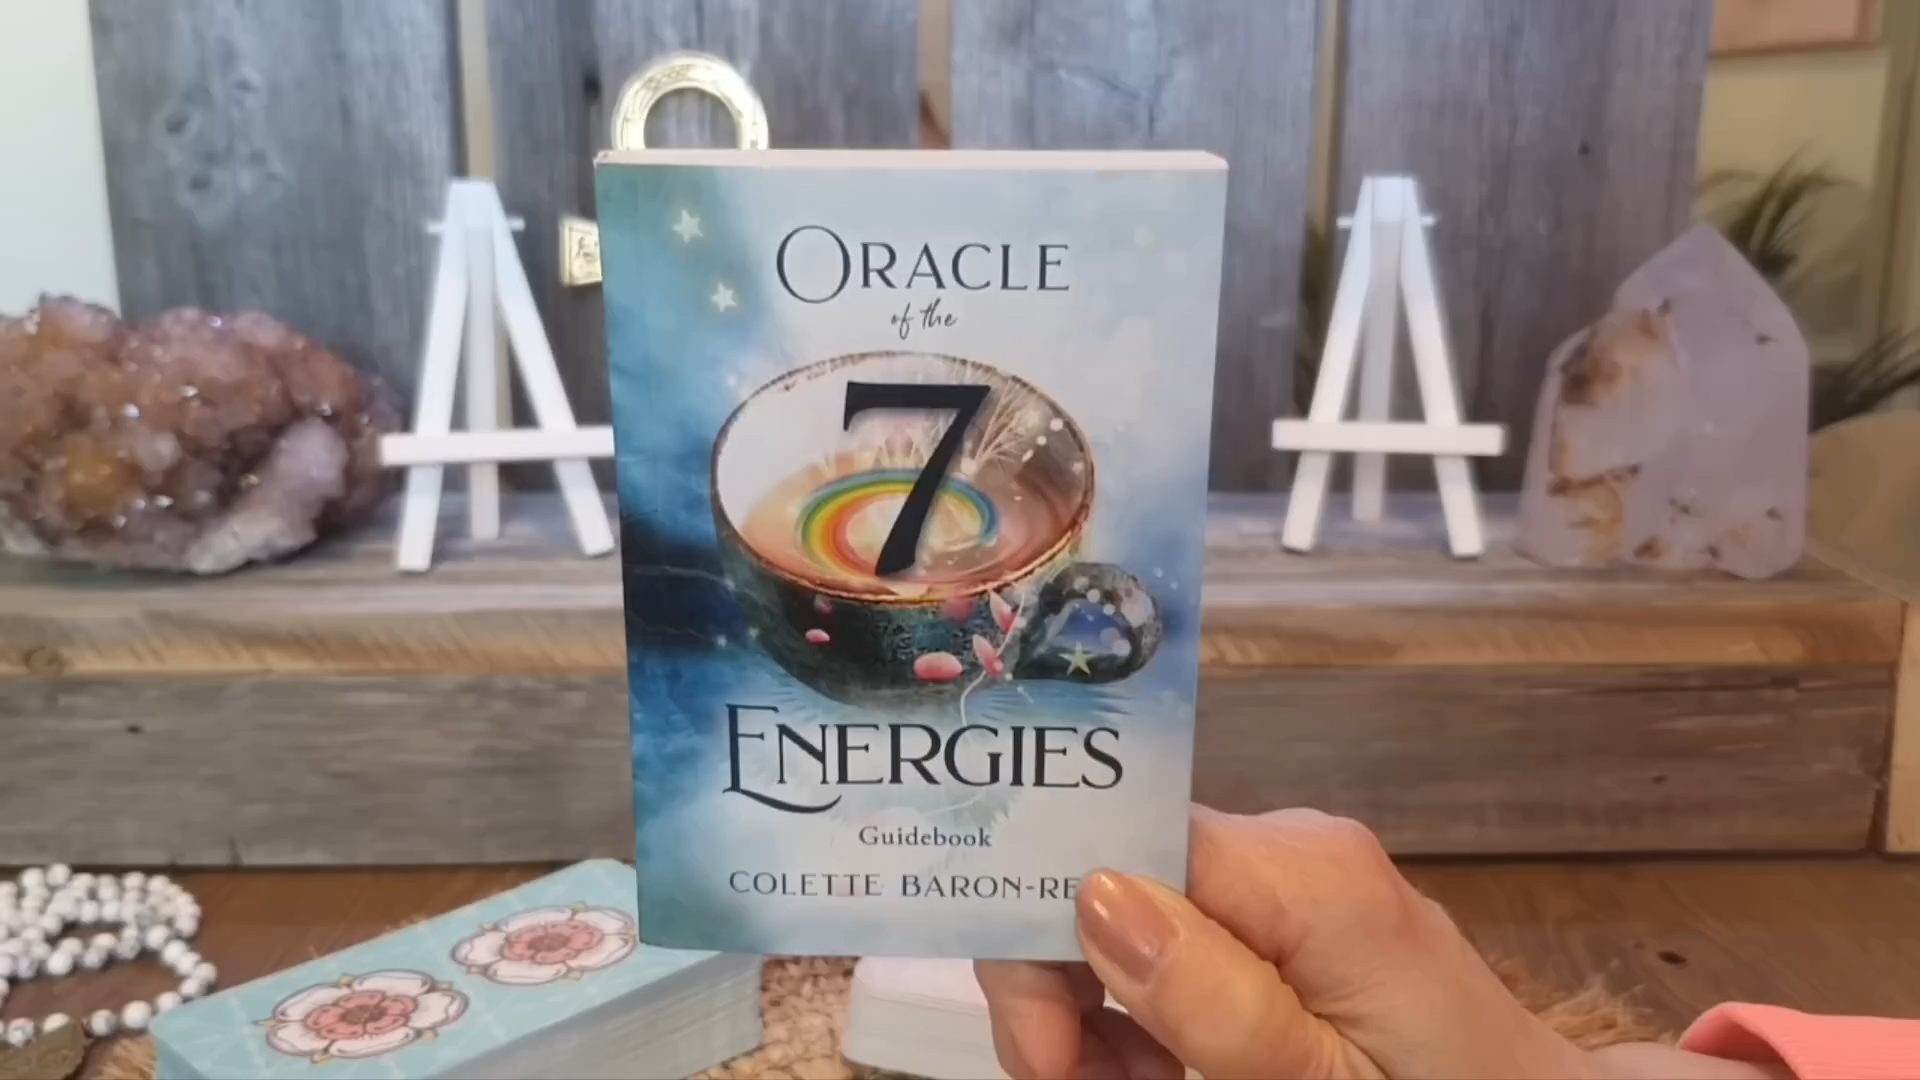 ORACLE
of the
7
ENERGIES
Guidebook
COLETTE BARON-RE